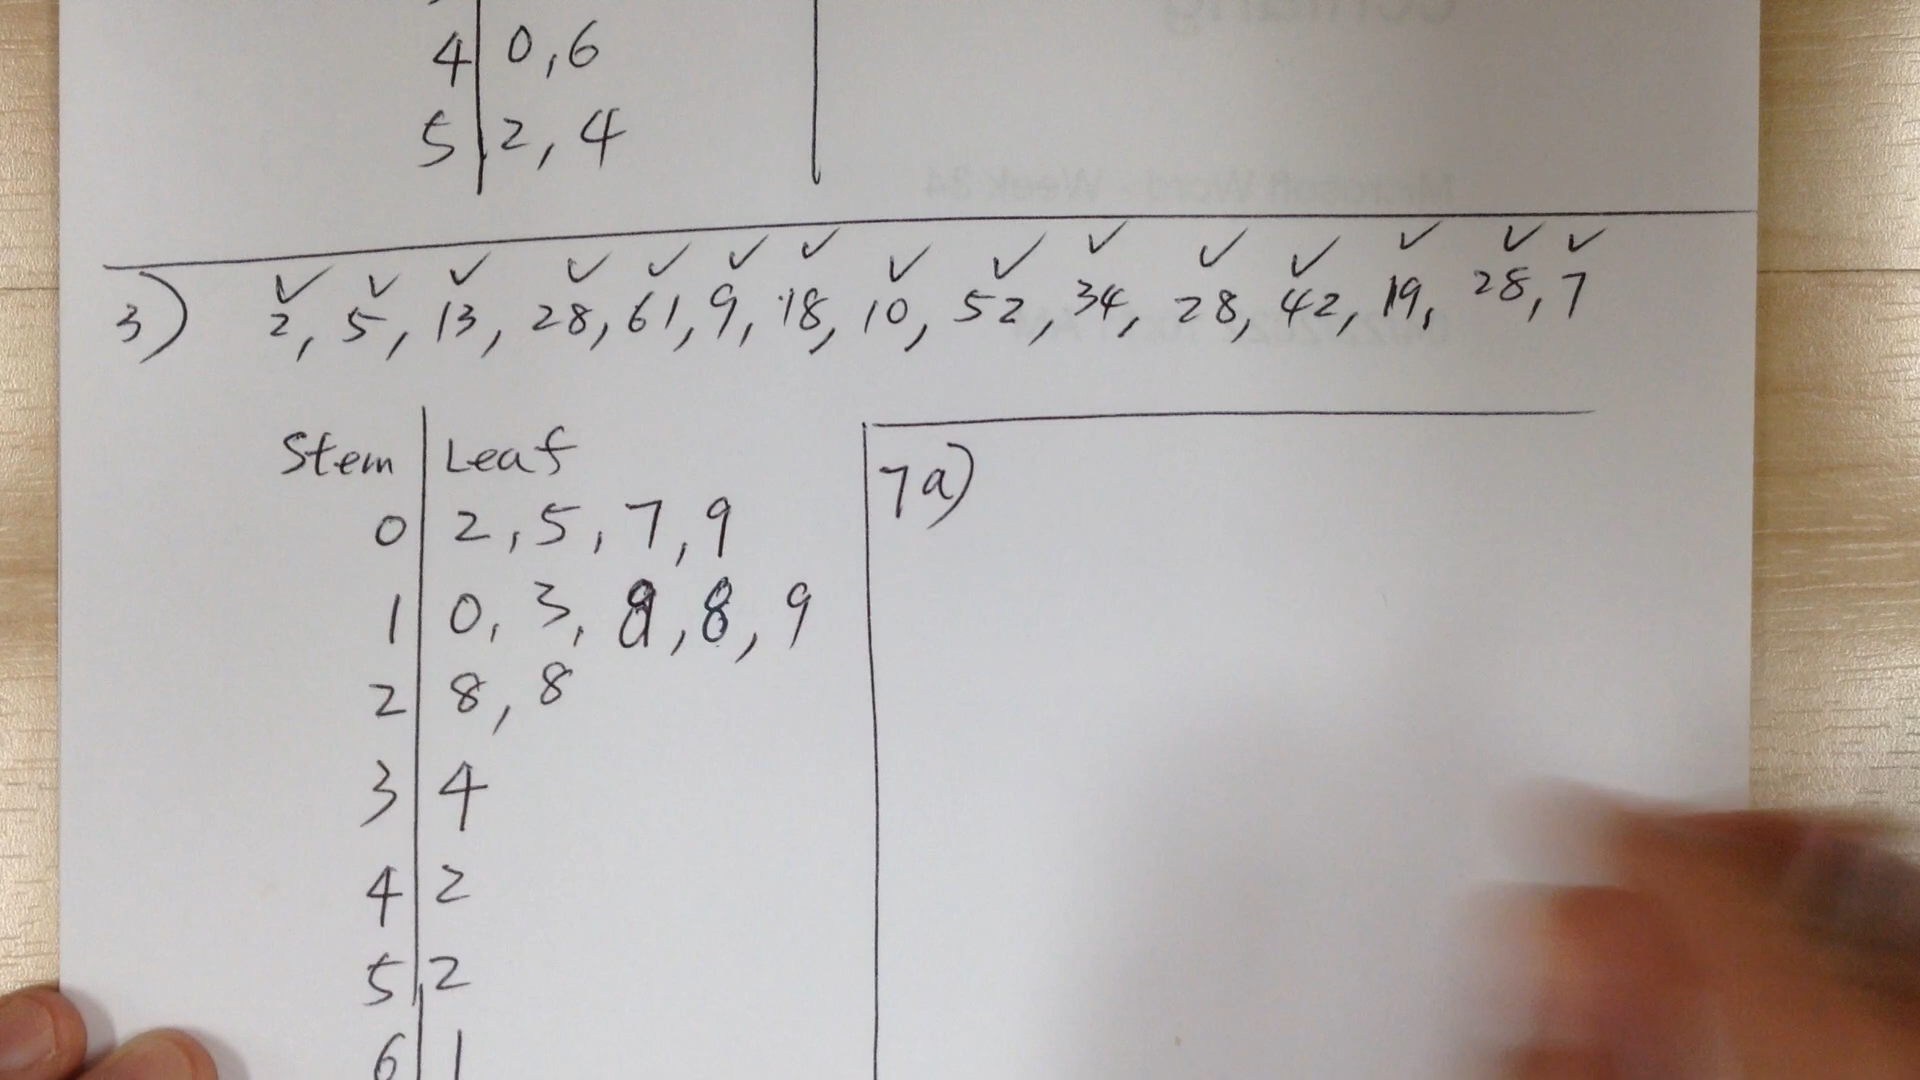 4 | 0, 6
5 | 2, 4
3) 2, 5, 13, 28, 61, 9, 18, 10, 52, 34, 28, 42, 19, 28, 7
Stem | Leaf
0 | 2, 5, 7, 9
1 | 0, 3, 8, 8, 9
2 | 8, 8
3 | 4
4 | 2
5 | 2
6 | 1
7a)